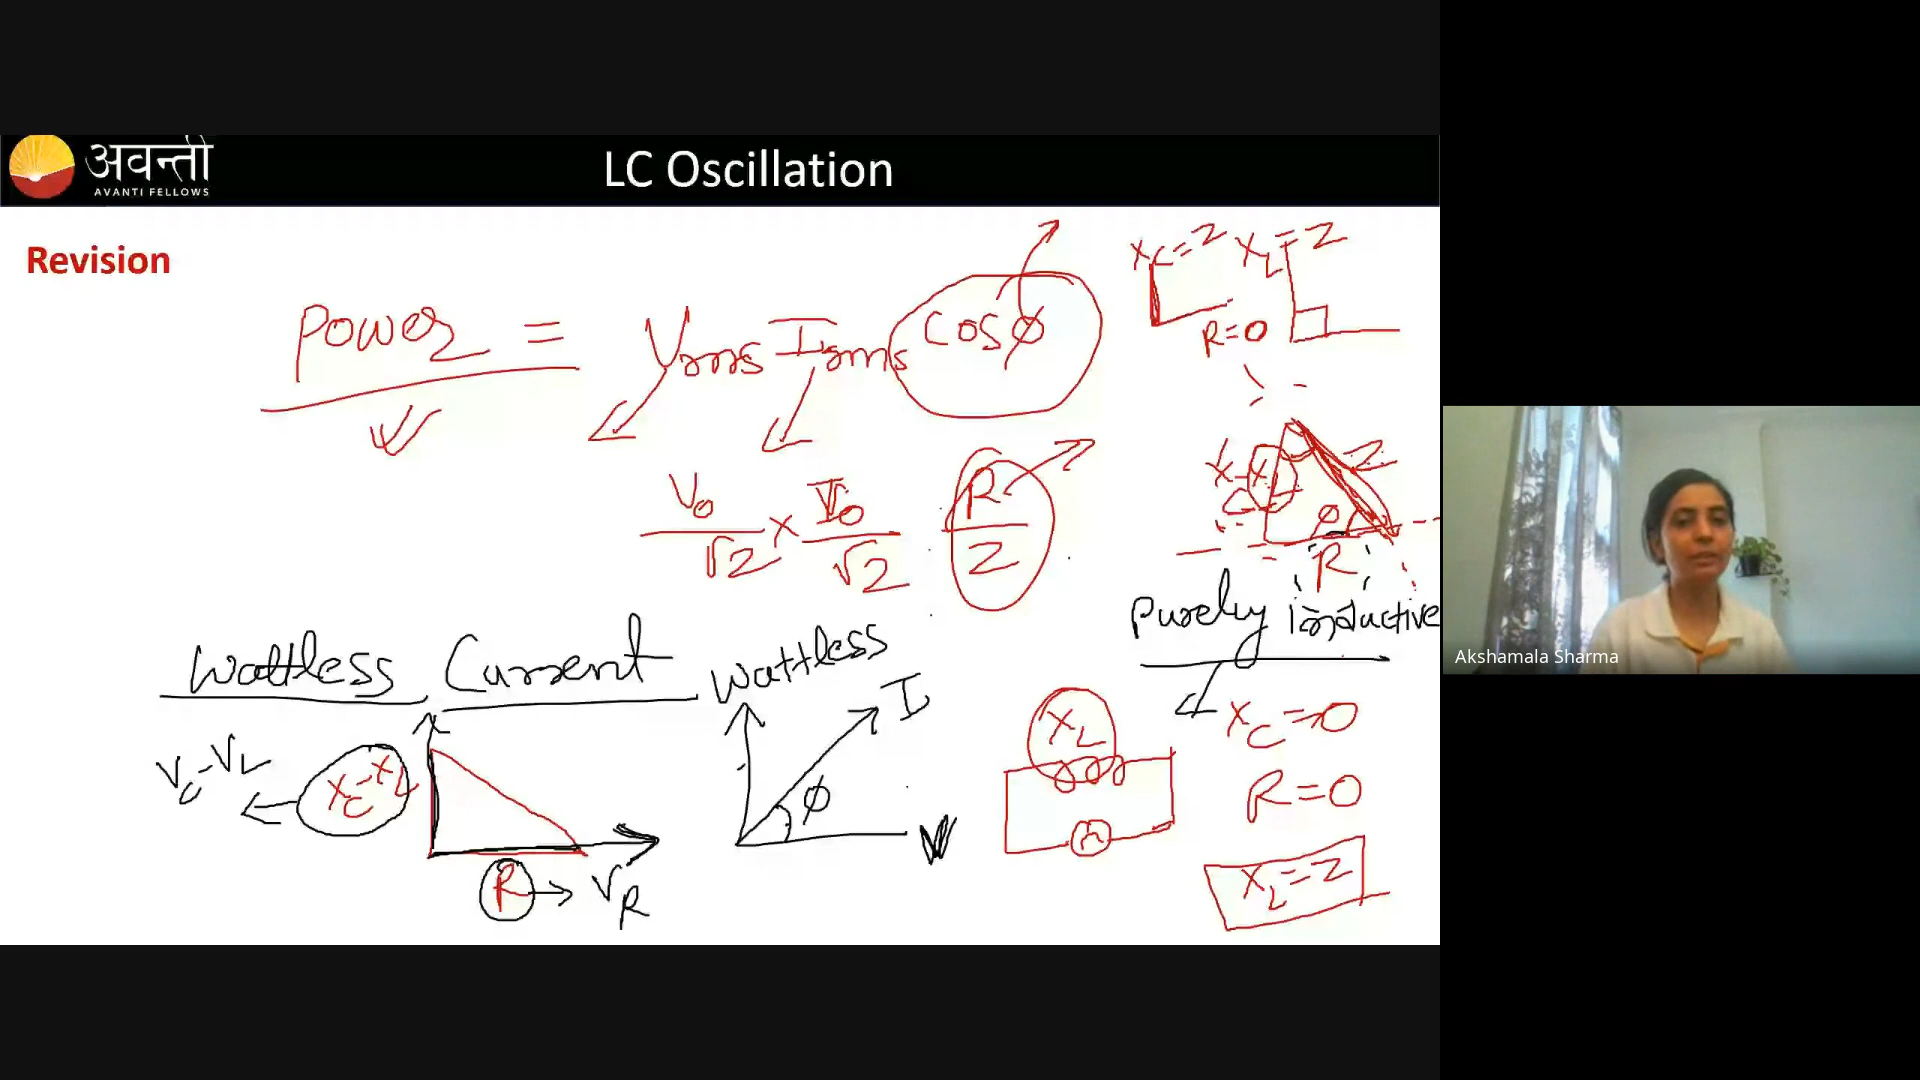 अवन्ती
AVANTI FELLOWS
LC Oscillation
Revision
Power = Vrms Irms cosϕ
V₀/√2 × I₀/√2 R/Z
Xc = Z
XL = Z
R=0
Z
ϕ
R
Purely inductive
Wattless Current
Wattless
I
Vc-VL
Xc-XL
ϕ
V
R → VR
XL
Xc = 0
R = 0
XL = Z
Akshamala Sharma